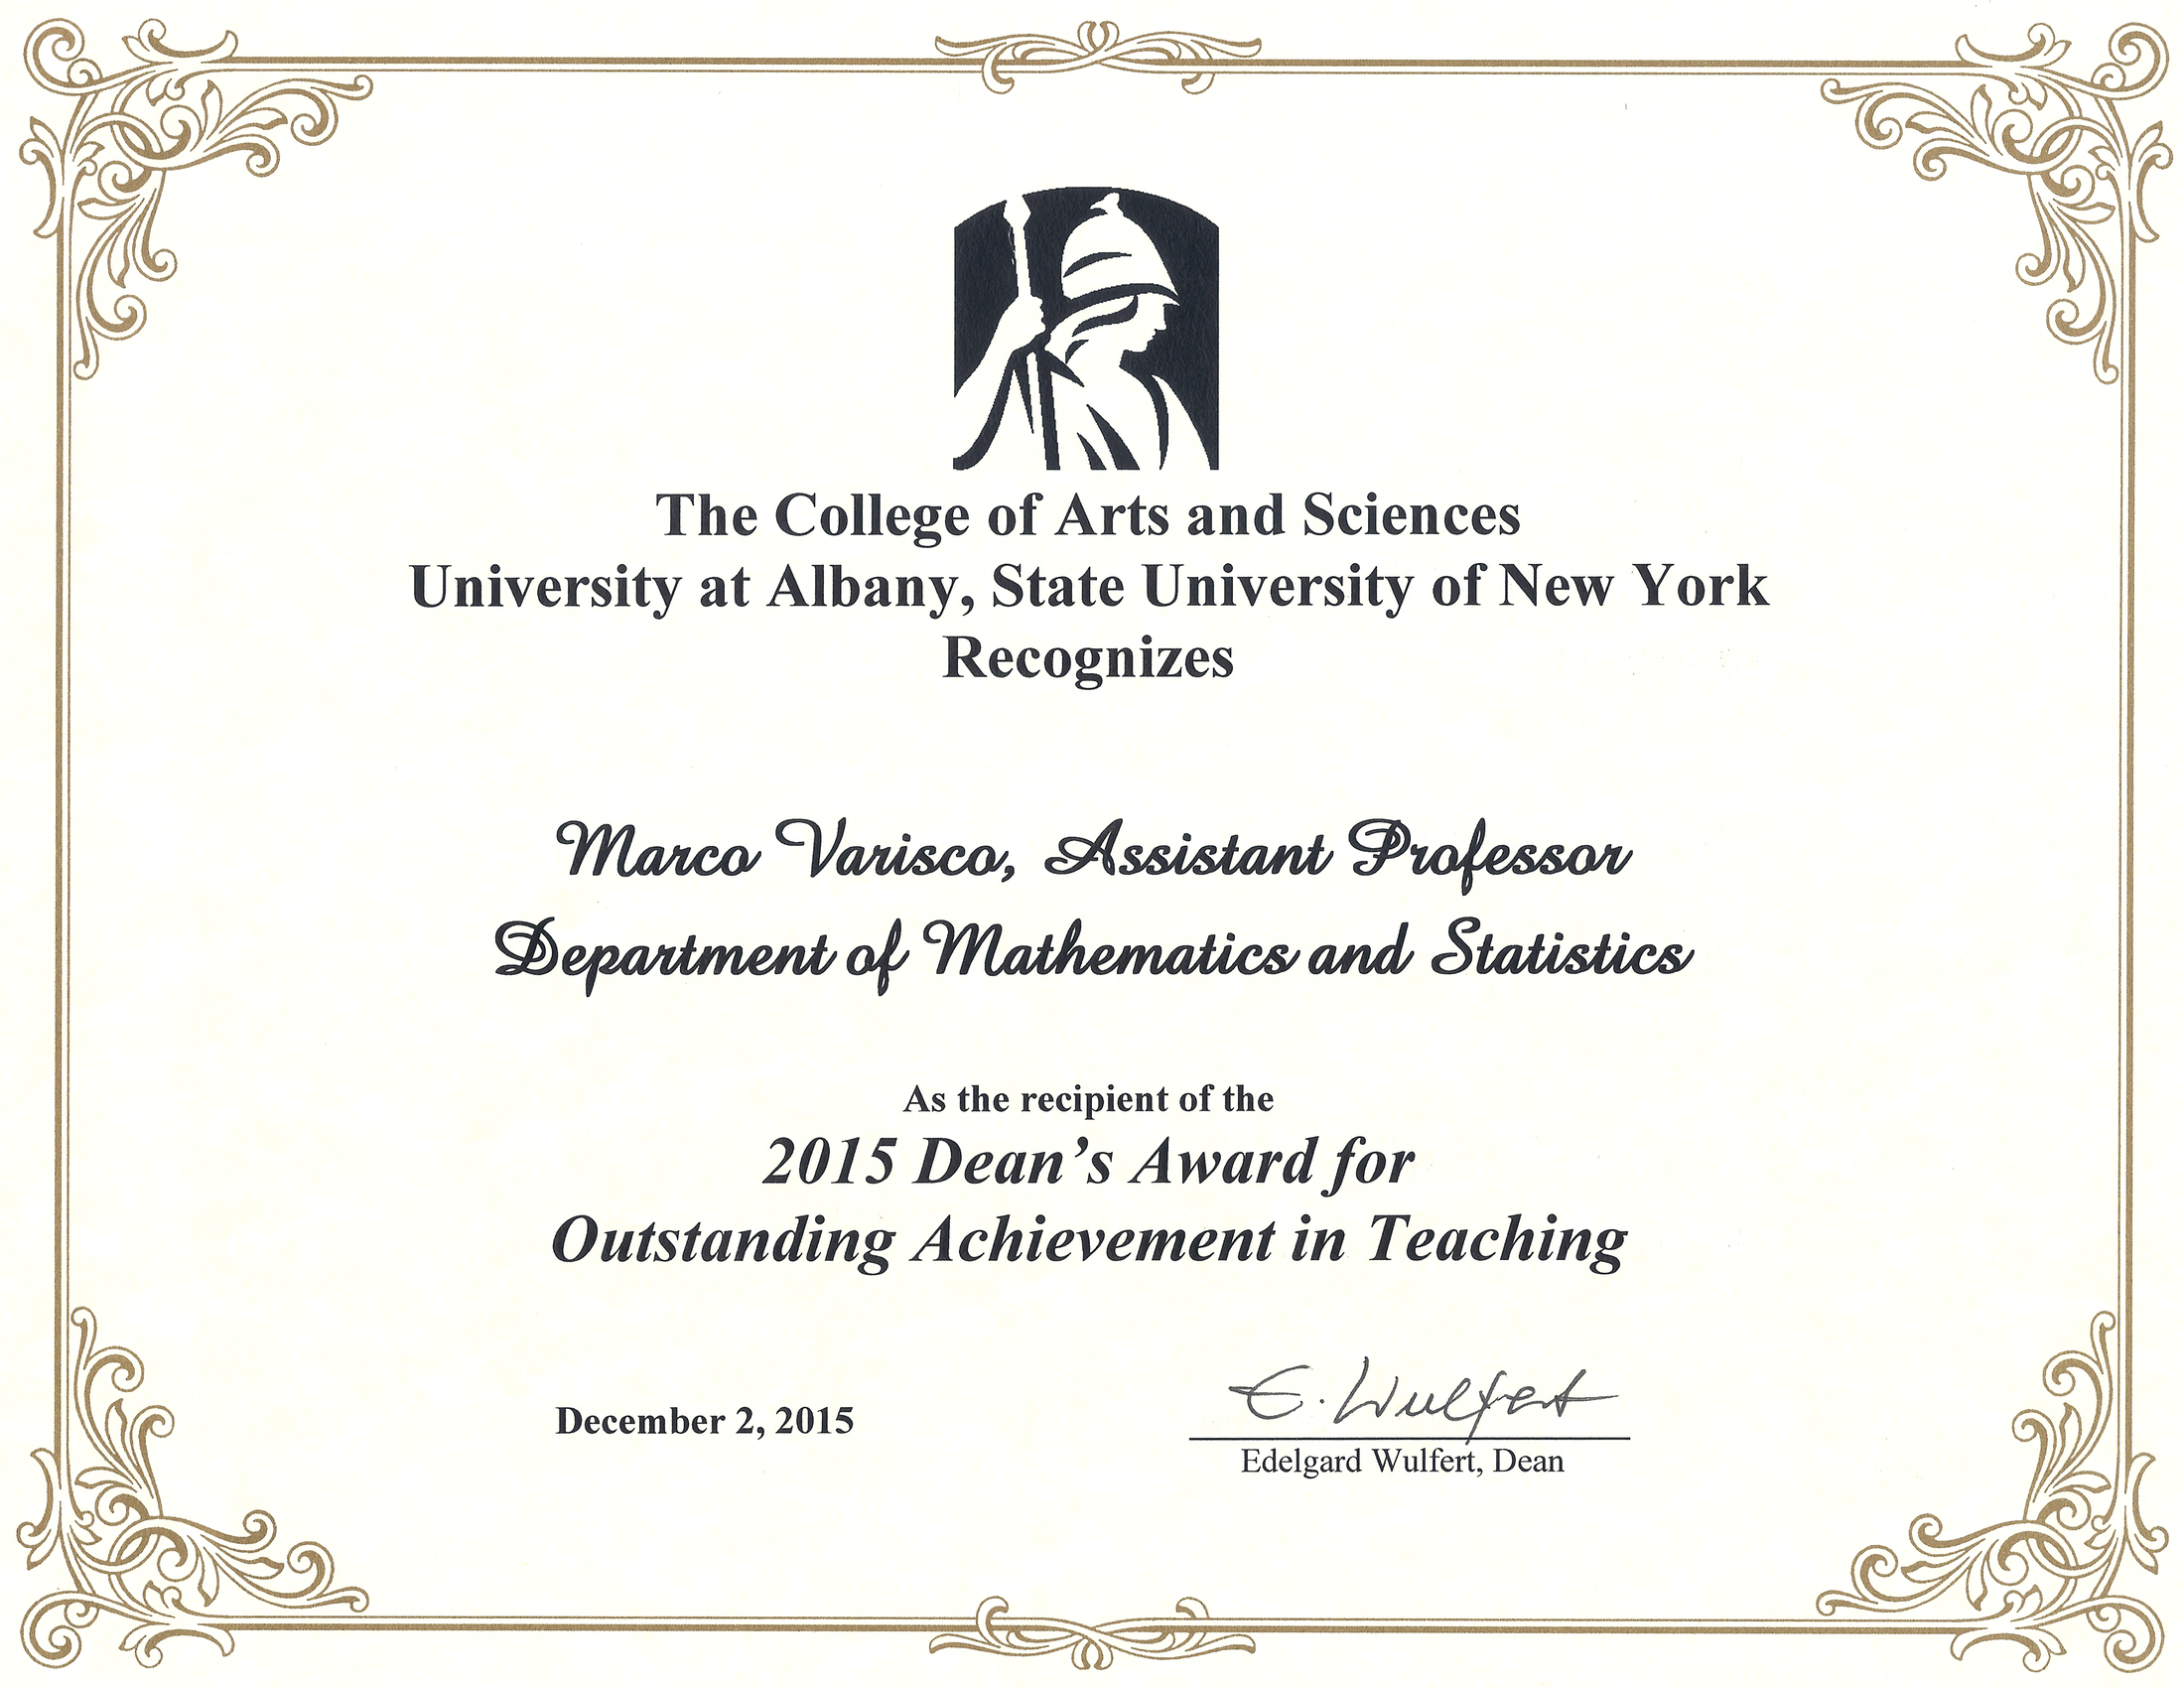 The College of Arts and Sciences
University at Albany, State University of New York
Recognizes
Marco Varisco, Assistant Professor
Department of Mathematics and Statistics
As the recipient of the
2015 Dean’s Award for
Outstanding Achievement in Teaching
E. Wulfert
December 2, 2015
Edelgard Wulfert, Dean